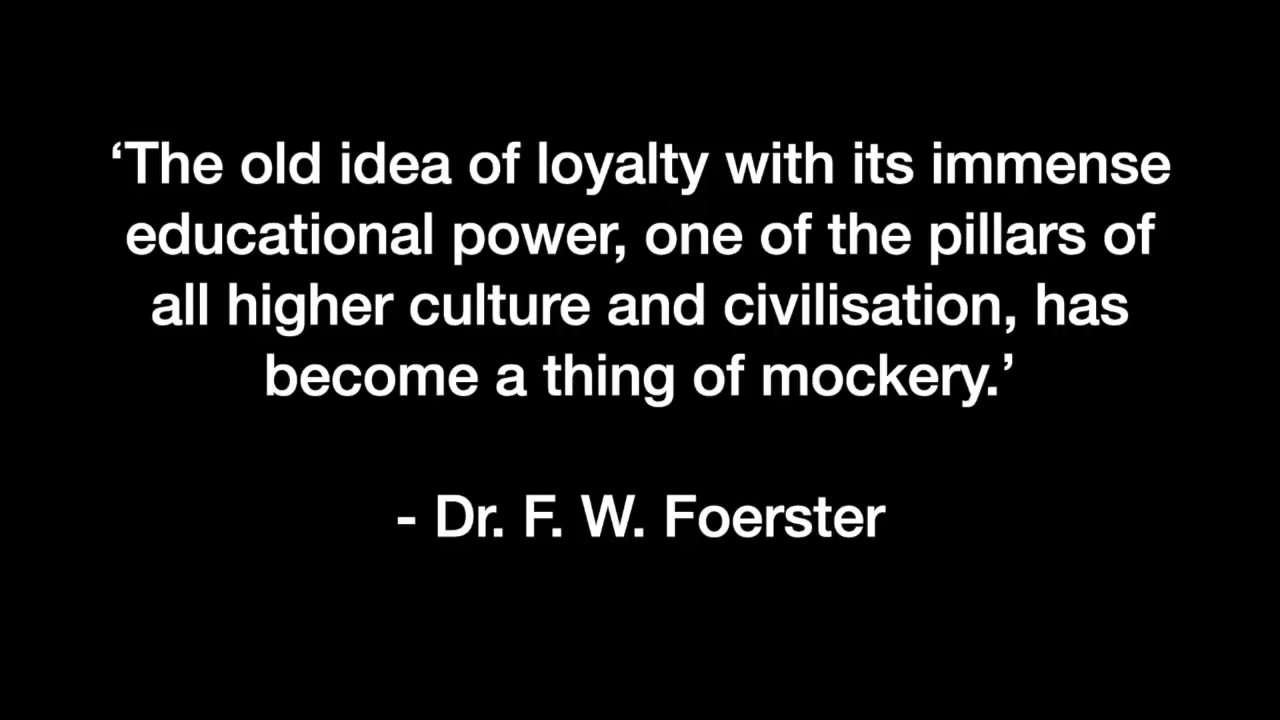 ‘The old idea of loyalty with its immense
educational power, one of the pillars of
all higher culture and civilisation, has
become a thing of mockery.’
- Dr. F. W. Foerster